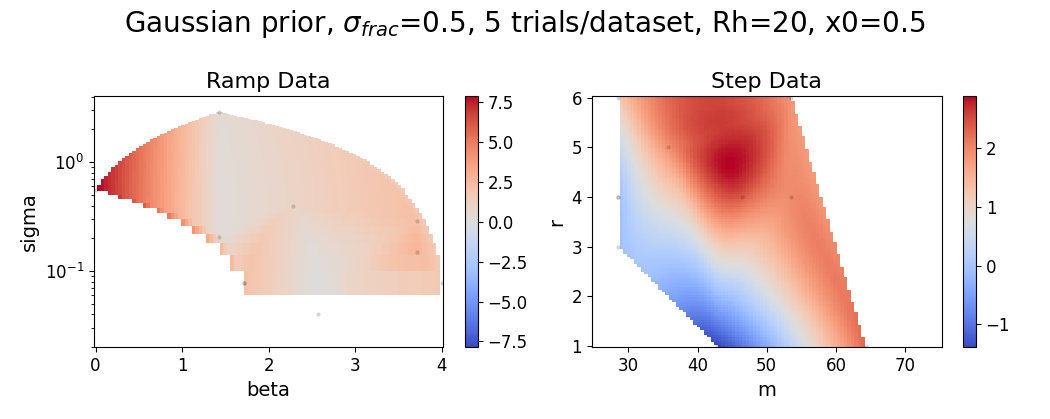 Gaussian prior, σ_frac=0.5, 5 trials/dataset, Rh=20, x0=0.5
Ramp Data
Step Data
sigma
10^0
10^-1
0 1 2 3 4
beta
7.5
5.0
2.5
0.0
−2.5
−5.0
−7.5
r
6
5
4
3
2
1
30 40 50 60 70
m
2
1
0
−1